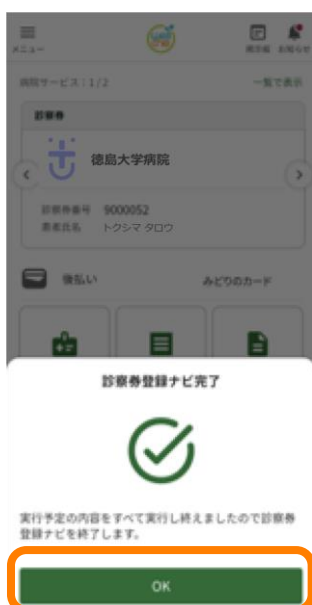 メニュー
掲示板 お知らせ
病院サービス:1/2 一覧で表示
診察券
徳島大学病院
診察券番号 9000052
患者氏名 トクシマ タロウ
後払い みどりのカード
診察券登録ナビ完了
実行予定の内容をすべて実行し終えましたので診察券
登録ナビを終了します。
OK